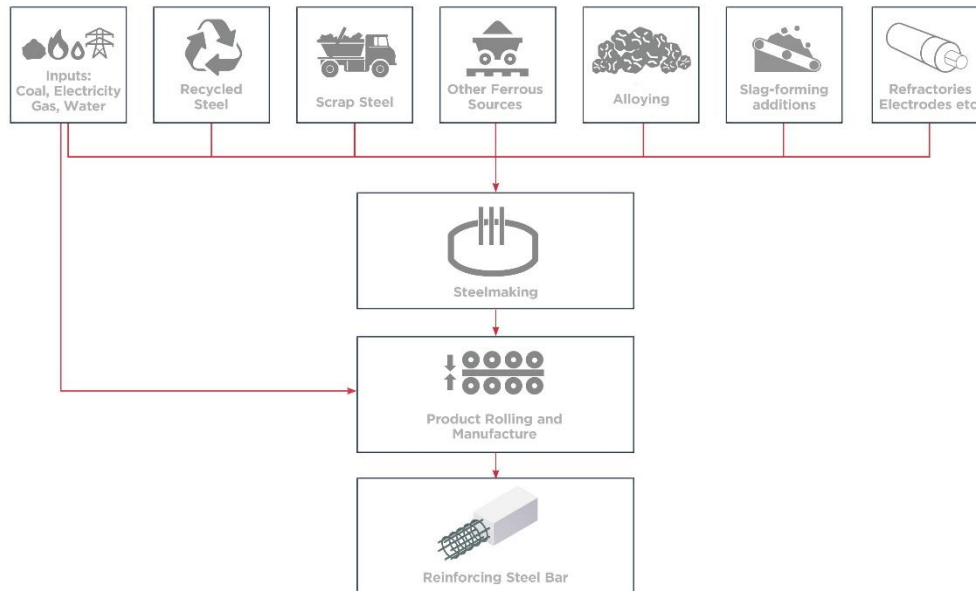 Inputs:
Coal, Electricity
Gas, Water
Recycled
Steel
Scrap Steel
Other Ferrous
Sources
Alloying
Slag-forming
additions
Refractories
Electrodes etc
Steelmaking
Product Rolling and
Manufacture
Reinforcing Steel Bar